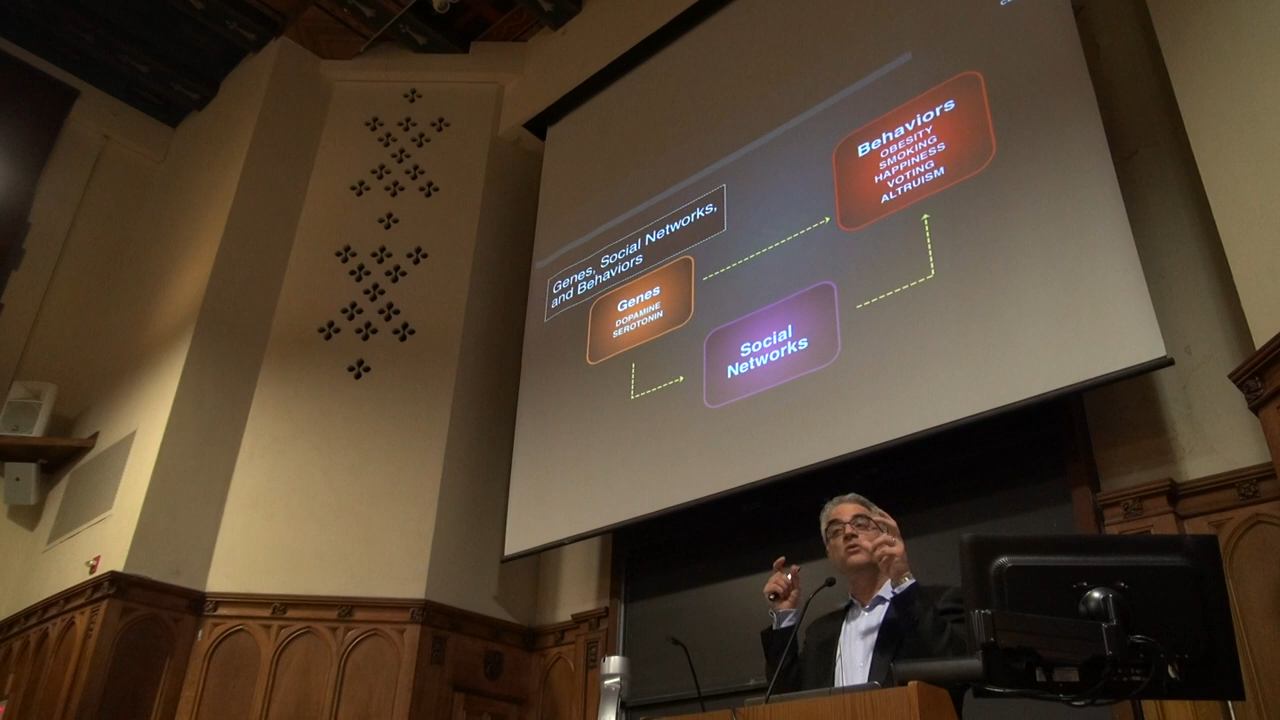 Genes, Social Networks,
and Behaviors
Genes
DOPAMINE
SEROTONIN
Social
Networks
Behaviors
OBESITY
SMOKING
HAPPINESS
VOTING
ALTRUISM